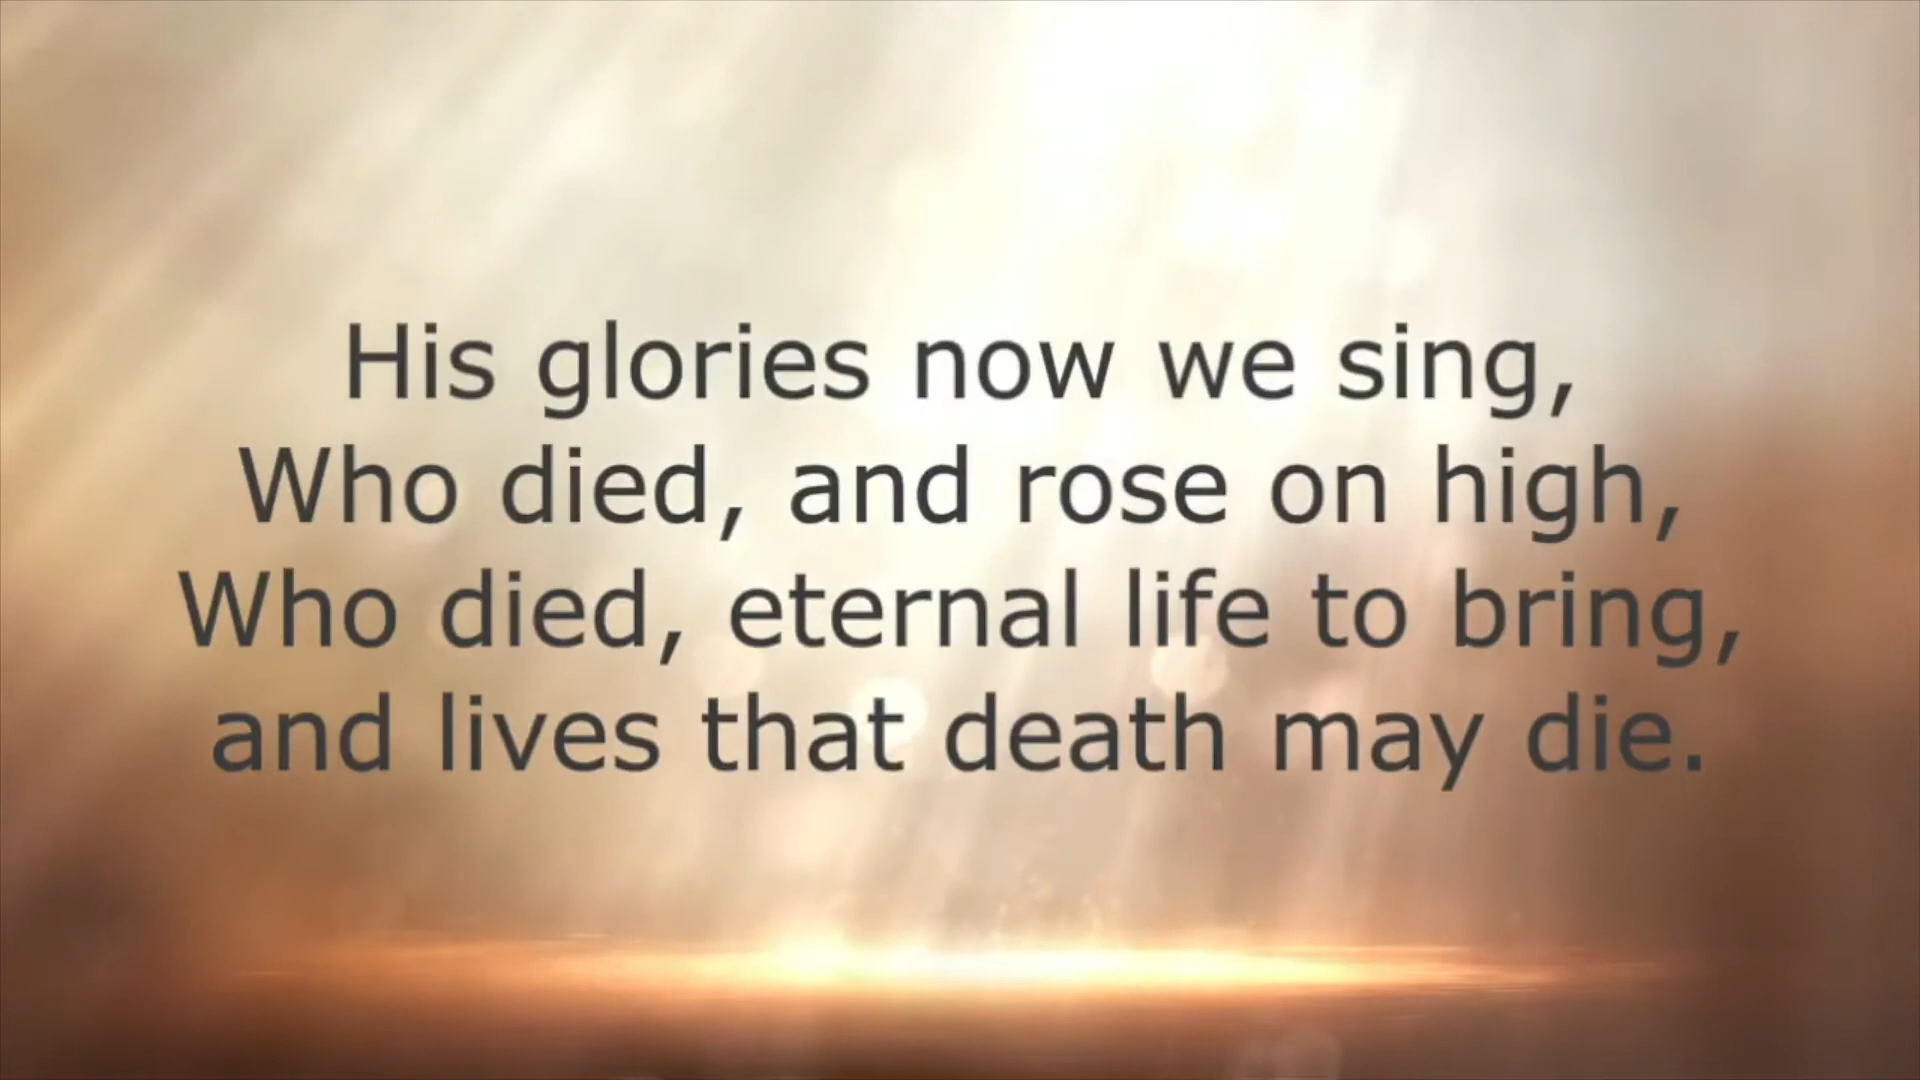 His glories now we sing,
Who died, and rose on high,
Who died, eternal life to bring,
and lives that death may die.